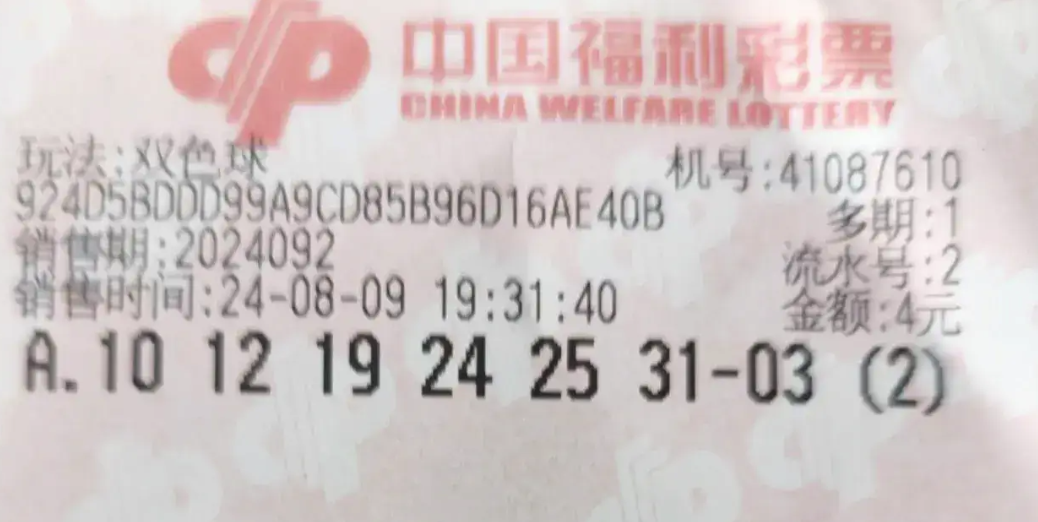 中国福利彩票
CHINA WELFARE LOTTERY
玩法:双色球 机号:41087610
924D5BDDD99A9CD85B96D16AE40B 多期:1
销售期:2024092 流水号:2
销售时间:24-08-09 19:31:40 金额:4元
A.10 12 19 24 25 31-03 (2)